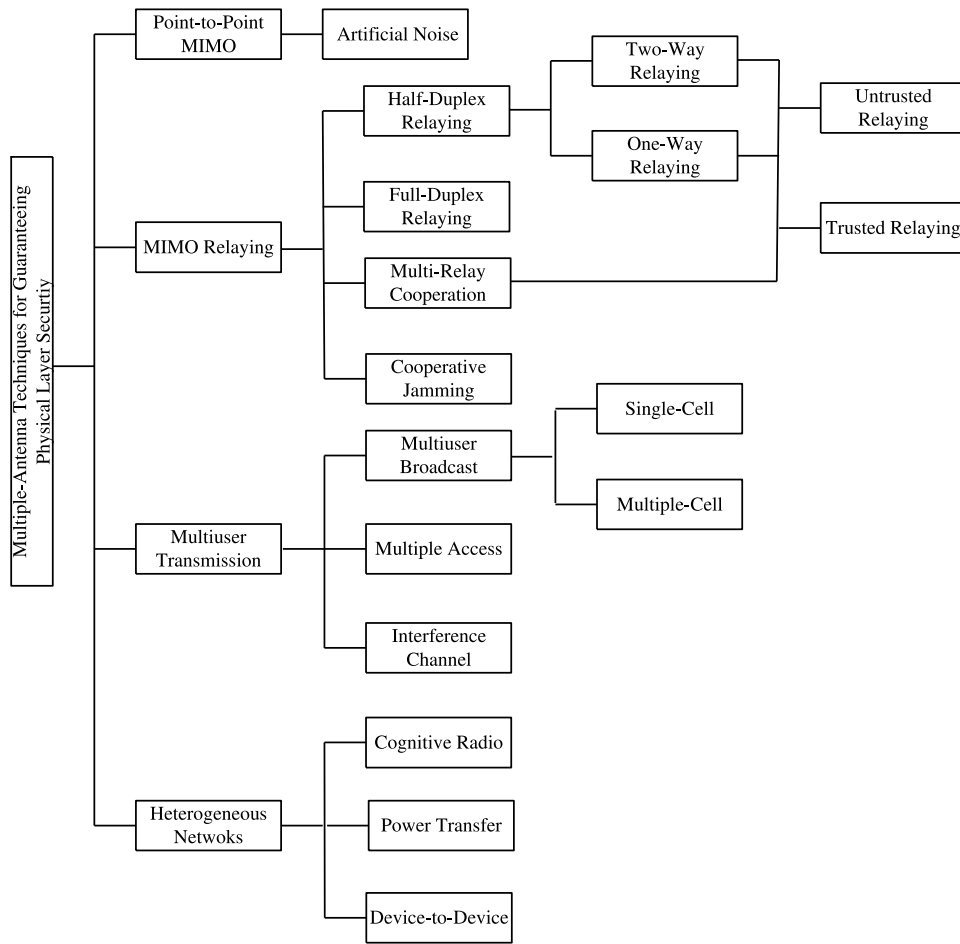 Multiple-Antenna Techniques for Guaranteeing
Physical Layer Securtiy
Point-to-Point
MIMO
Artificial Noise
MIMO Relaying
Half-Duplex
Relaying
Two-Way
Relaying
One-Way
Relaying
Untrusted
Relaying
Trusted Relaying
Full-Duplex
Relaying
Multi-Relay
Cooperation
Cooperative
Jamming
Multiuser
Transmission
Multiuser
Broadcast
Single-Cell
Multiple-Cell
Multiple Access
Interference
Channel
Heterogeneous
Netwoks
Cognitive Radio
Power Transfer
Device-to-Device